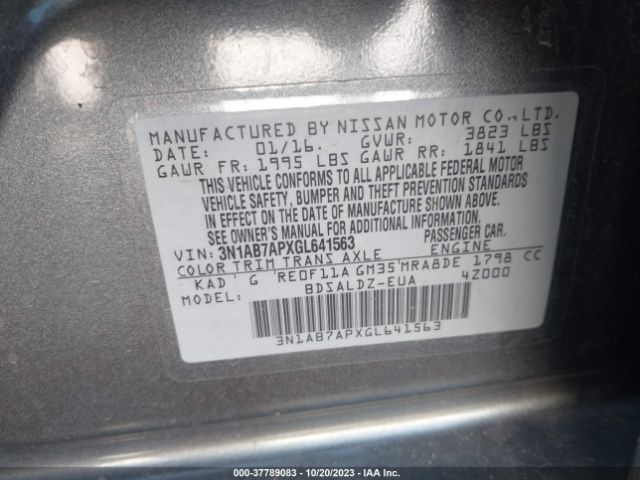 MANUFACTURED BY NISSAN MOTOR CO.,LTD.
DATE: 01/16. GVWR: 3823 LBS
GAWR FR: 1995 LBS GAWR RR: 1841 LBS
THIS VEHICLE CONFORMS TO ALL APPLICABLE FEDERAL MOTOR
VEHICLE SAFETY, BUMPER AND THEFT PREVENTION STANDARDS
IN EFFECT ON THE DATE OF MANUFACTURE SHOWN ABOVE.
SEE OWNER'S MANUAL FOR ADDITIONAL INFORMATION.
VIN: 3N1AB7APXGL641563 PASSENGER CAR.
COLOR TRIM TRANS AXLE ENGINE
KAD G RE0F11A GM35 MRA8DE 1798 CC
MODEL: BDSALDZ-EUA 4Z000
3N1AB7APXGL641563
000-37789083 - 10/20/2023 - IAA Inc.